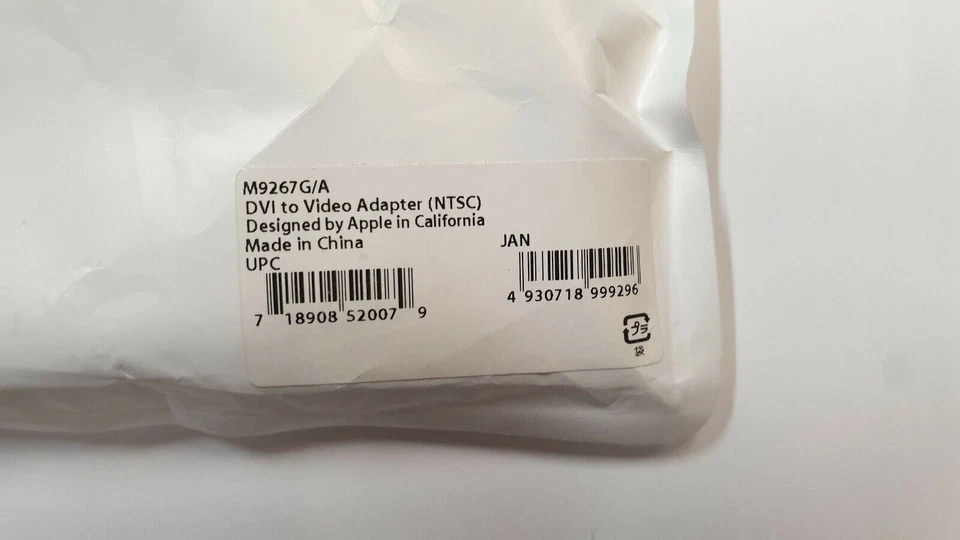 M9267G/A
DVI to Video Adapter (NTSC)
Designed by Apple in California
Made in China
UPC
7 18908 52007 9
JAN
4 930718 999296
プラ
袋